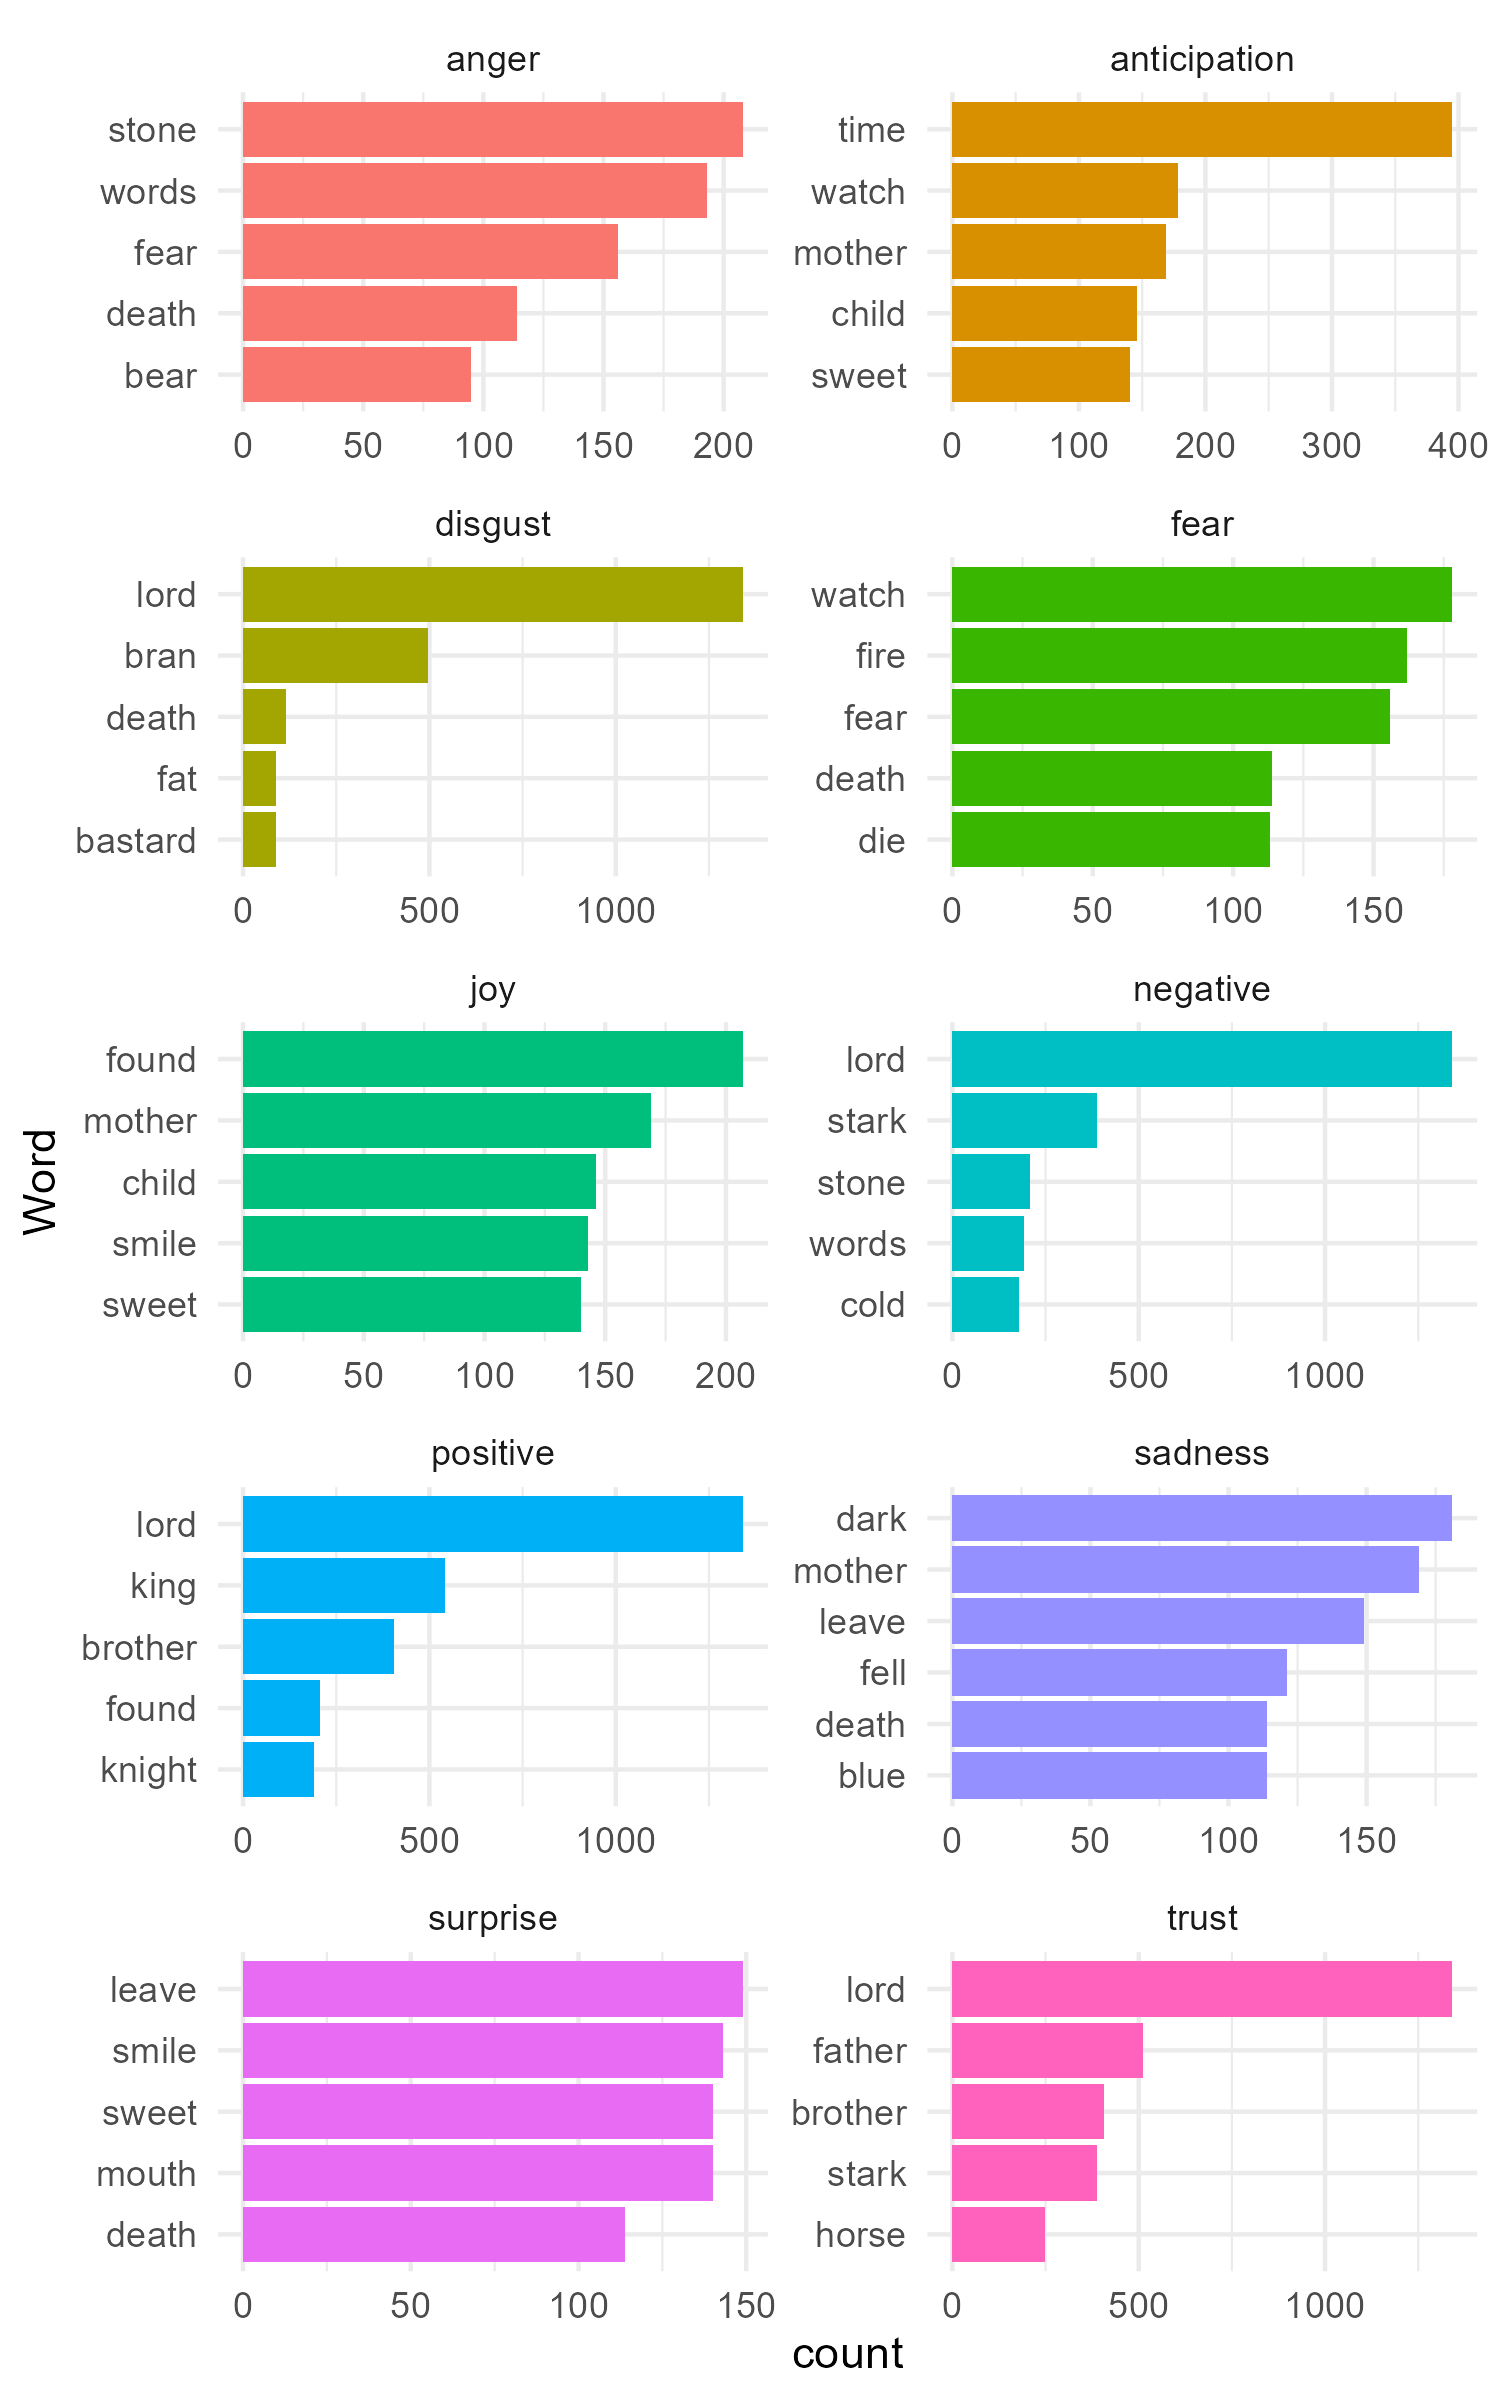 anger
stone
words
fear
death
bear
0 50 100 150 200
anticipation
time
watch
mother
child
sweet
0 100 200 300 400
disgust
lord
bran
death
fat
bastard
0 500 1000
fear
watch
fire
fear
death
die
0 50 100 150
joy
found
mother
child
smile
sweet
0 50 100 150 200
negative
lord
stark
stone
words
cold
0 500 1000
Word
positive
lord
king
brother
found
knight
0 500 1000
sadness
dark
mother
leave
fell
death
blue
0 50 100 150
surprise
leave
smile
sweet
mouth
death
0 50 100 150
trust
lord
father
brother
stark
horse
0 500 1000
count